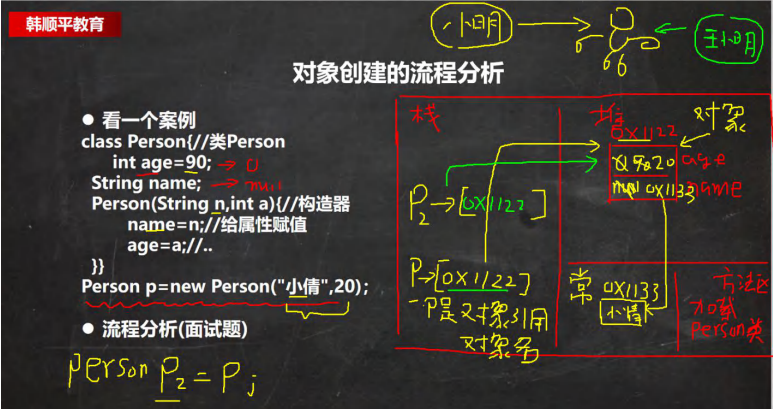 韩顺平教育
小明
王小明
对象创建的流程分析
● 看一个案例
class Person{//类Person
int age=90; → 0
String name; → null
Person(String n,int a){//构造器
name=n;//给属性赋值
age=a;//..
}}
Person p=new Person("小倩",20);
● 流程分析(面试题)
Person P2 = P;
栈
P2→[0X1122]
P→[0X1122]
P是对象引用
对象名
堆
对象
0X1122
20 age
null 0X1133 name
常 0X1133
小倩
方法区
加载
Person类